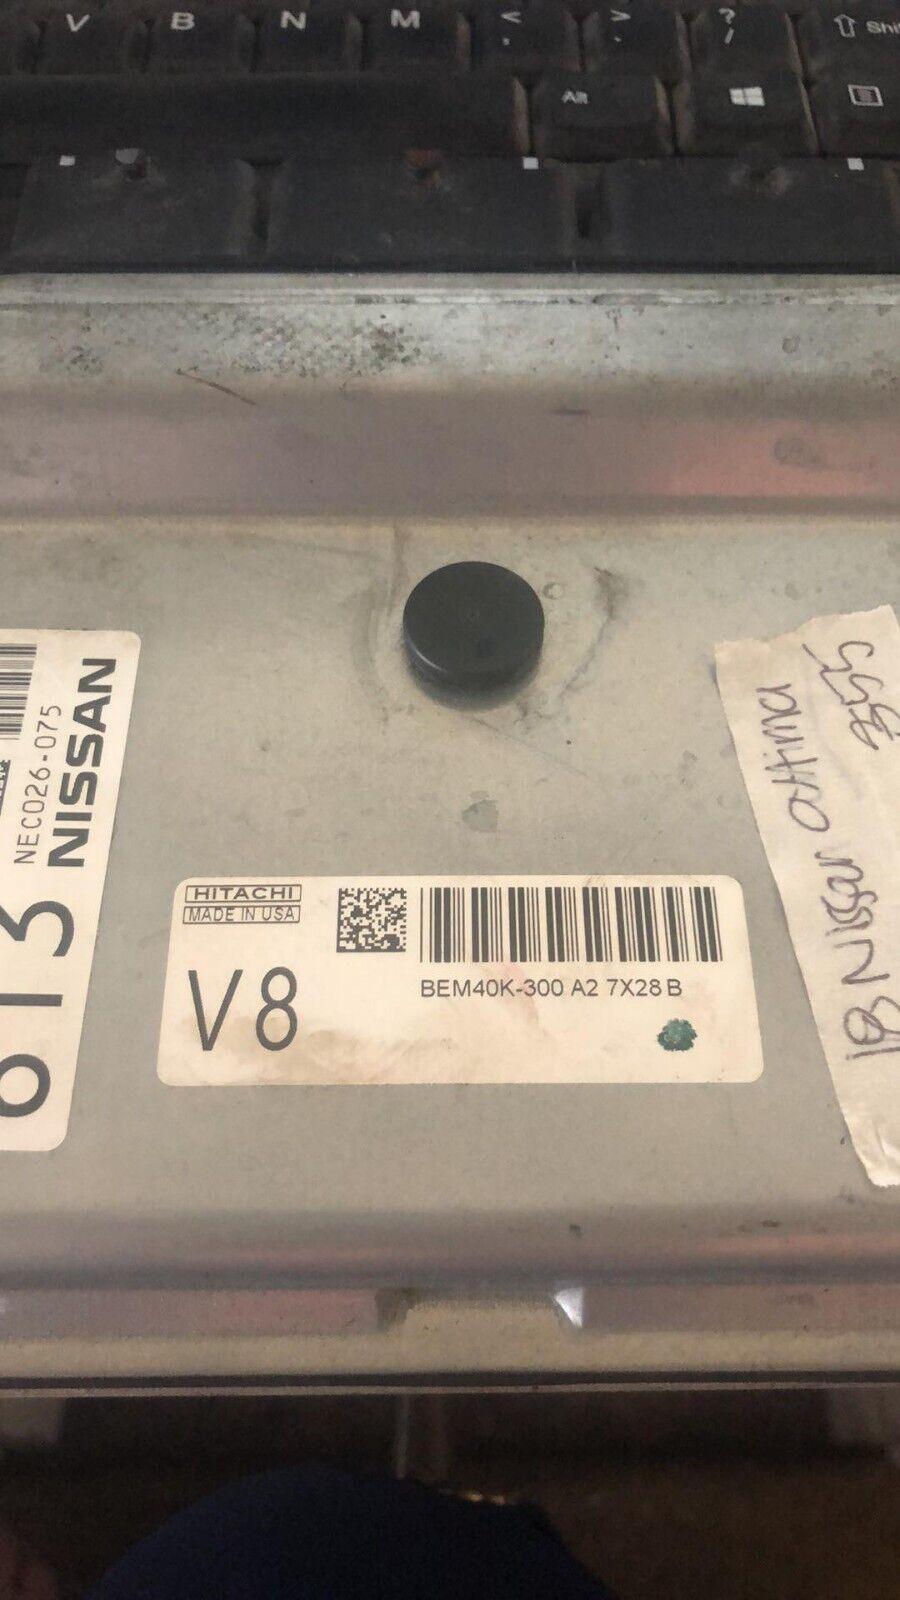 V B N M < , > . ? / ⇧ Shi
Alt
NISSAN
NEC026-075
613
HITACHI
MADE IN USA
V8
BEM40K-300 A2 7X28 B
18 Nissan altima